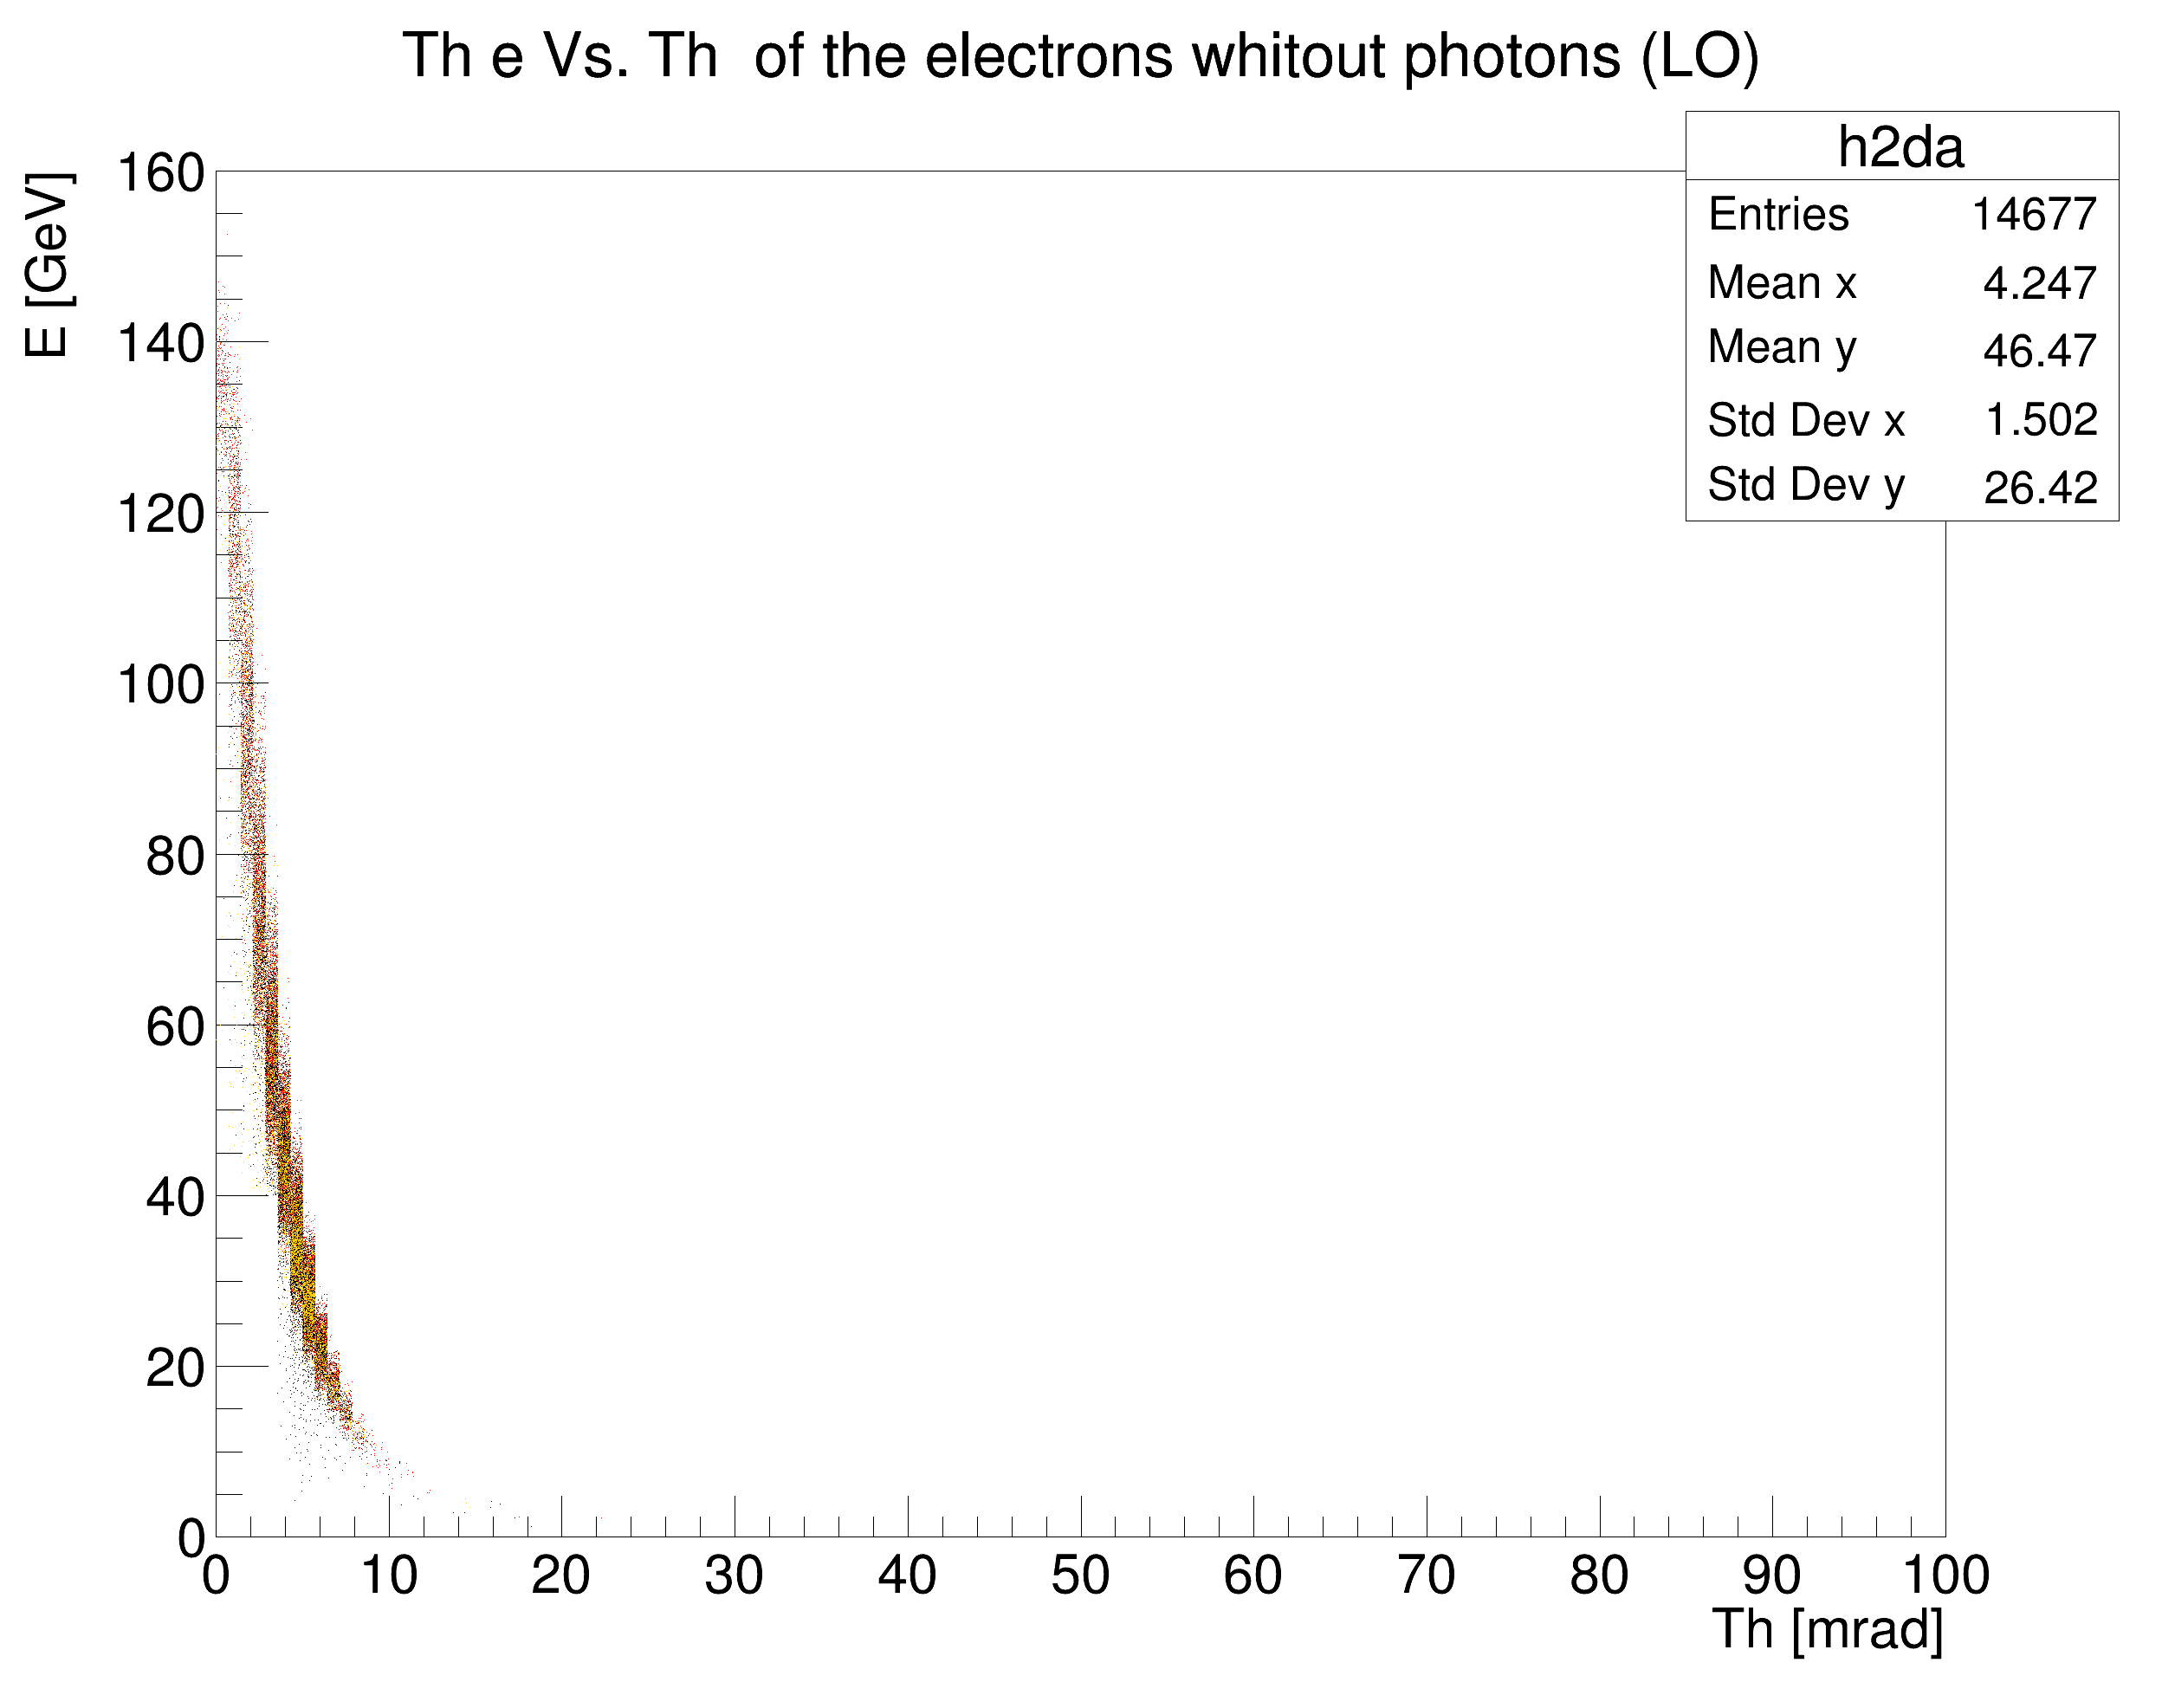 Th e Vs. Th of the electrons whitout photons (LO)
h2da
Entries 14677
Mean x 4.247
Mean y 46.47
Std Dev x 1.502
Std Dev y 26.42
E [GeV]
160
140
120
100
80
60
40
20
0
0 10 20 30 40 50 60 70 80 90 100
Th [mrad]